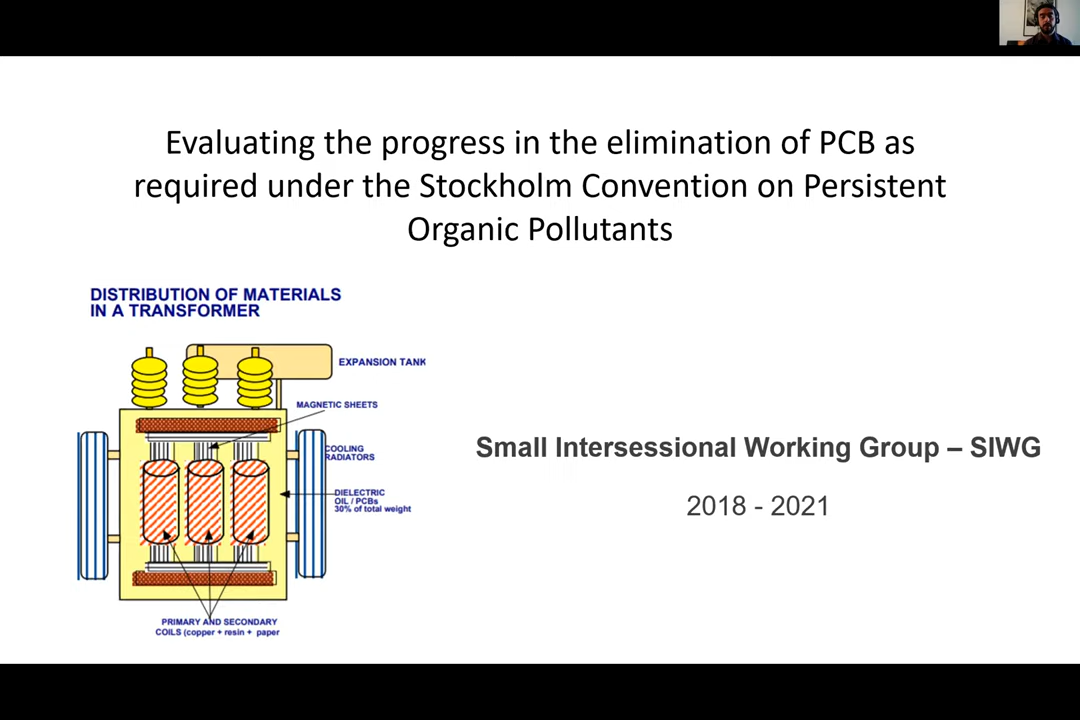 Evaluating the progress in the elimination of PCB as
required under the Stockholm Convention on Persistent
Organic Pollutants
DISTRIBUTION OF MATERIALS
IN A TRANSFORMER
EXPANSION TANK
MAGNETIC SHEETS
COOLING
RADIATORS
DIELECTRIC
OIL / PCBs
30% of total weight
PRIMARY AND SECONDARY
COILS (copper + resin + paper
Small Intersessional Working Group – SIWG
2018 - 2021